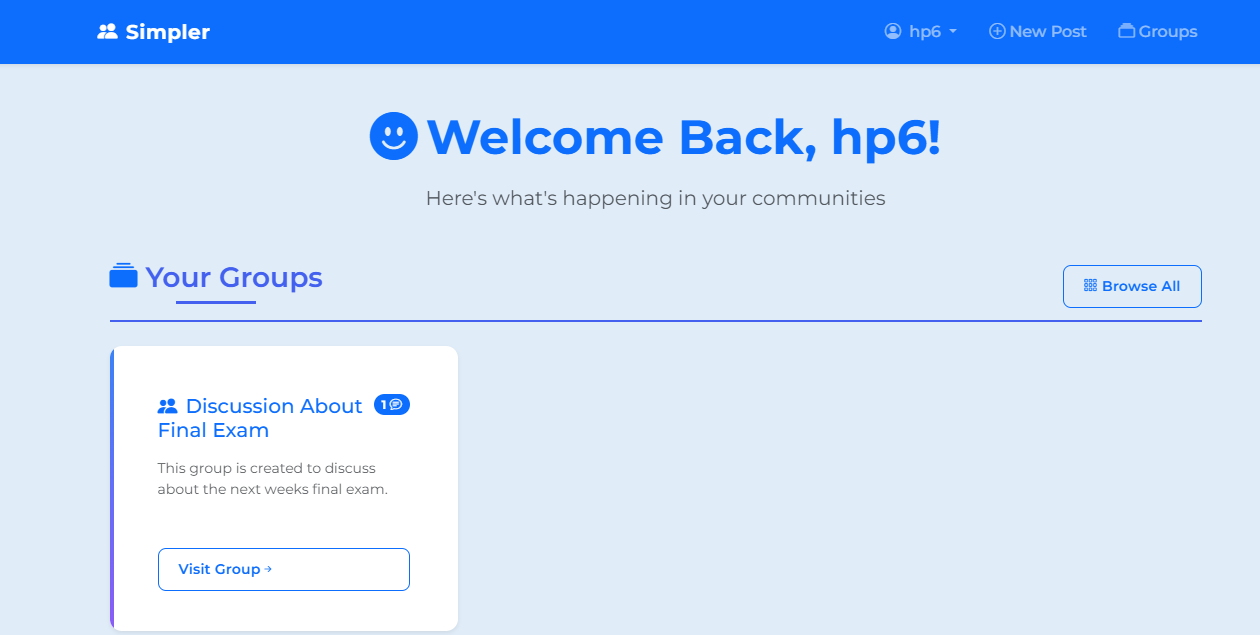 Simpler
hp6
New Post
Groups
Welcome Back, hp6!
Here's what's happening in your communities
Your Groups
Browse All
Discussion About
Final Exam
1
This group is created to discuss
about the next weeks final exam.
Visit Group →